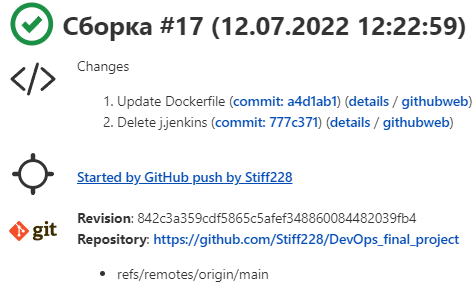 Сборка #17 (12.07.2022 12:22:59)
Changes
1. Update Dockerfile (commit: a4d1ab1) (details / githubweb)
2. Delete j.jenkins (commit: 777c371) (details / githubweb)
Started by GitHub push by Stiff228
git
Revision: 842c3a359cdf5865c5afef348860084482039fb4
Repository: https://github.com/Stiff228/DevOps_final_project
• refs/remotes/origin/main